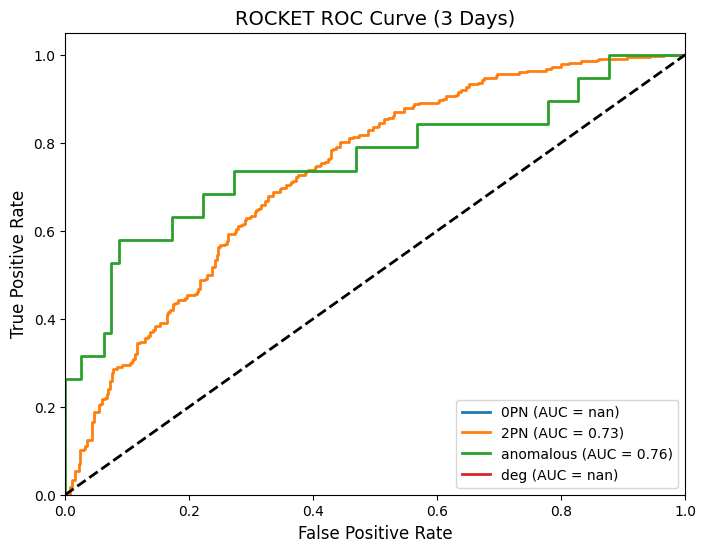 ROCKET ROC Curve (3 Days)
True Positive Rate
1.0
0.8
0.6
0.4
0.2
0.0
0.0 0.2 0.4 0.6 0.8 1.0
False Positive Rate
0PN (AUC = nan)
2PN (AUC = 0.73)
anomalous (AUC = 0.76)
deg (AUC = nan)